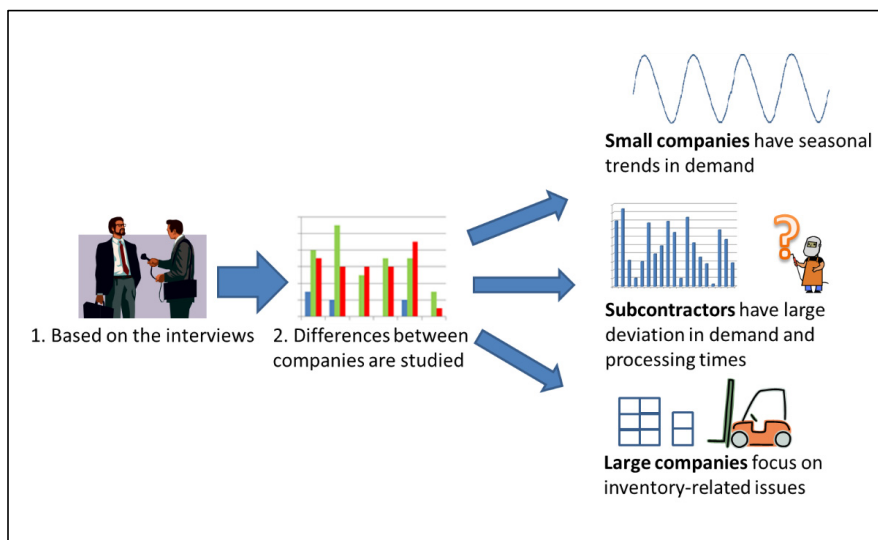 1. Based on the interviews
2. Differences between
companies are studied
Small companies have seasonal
trends in demand
?
Subcontractors have large
deviation in demand and
processing times
Large companies focus on
inventory-related issues